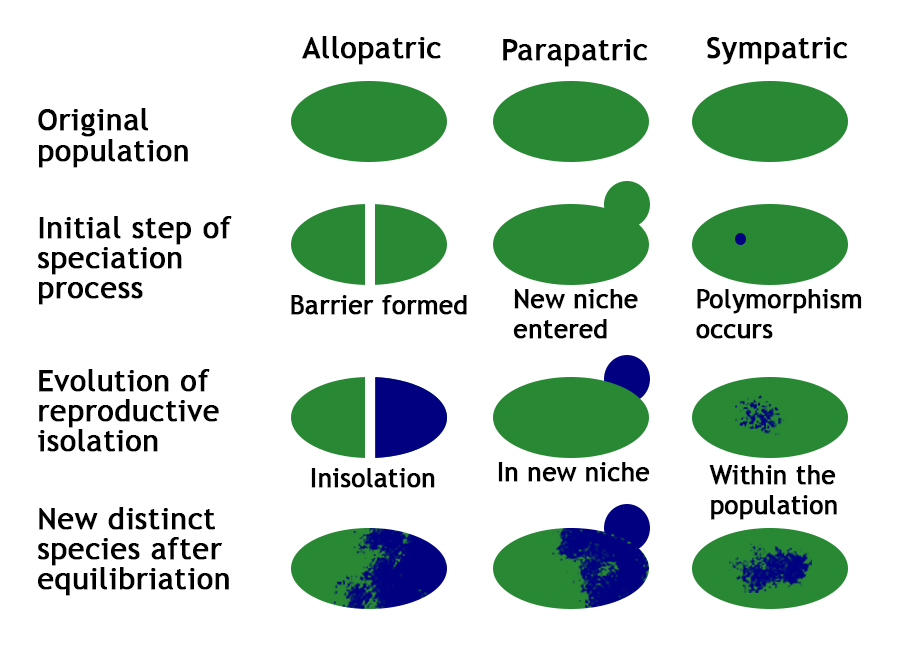 Allopatric
Parapatric
Sympatric
Original
population
Initial step of
speciation
process
Barrier formed
New niche
entered
Polymorphism
occurs
Evolution of
reproductive
isolation
Inisolation
In new niche
Within the
population
New distinct
species after
equilibriation